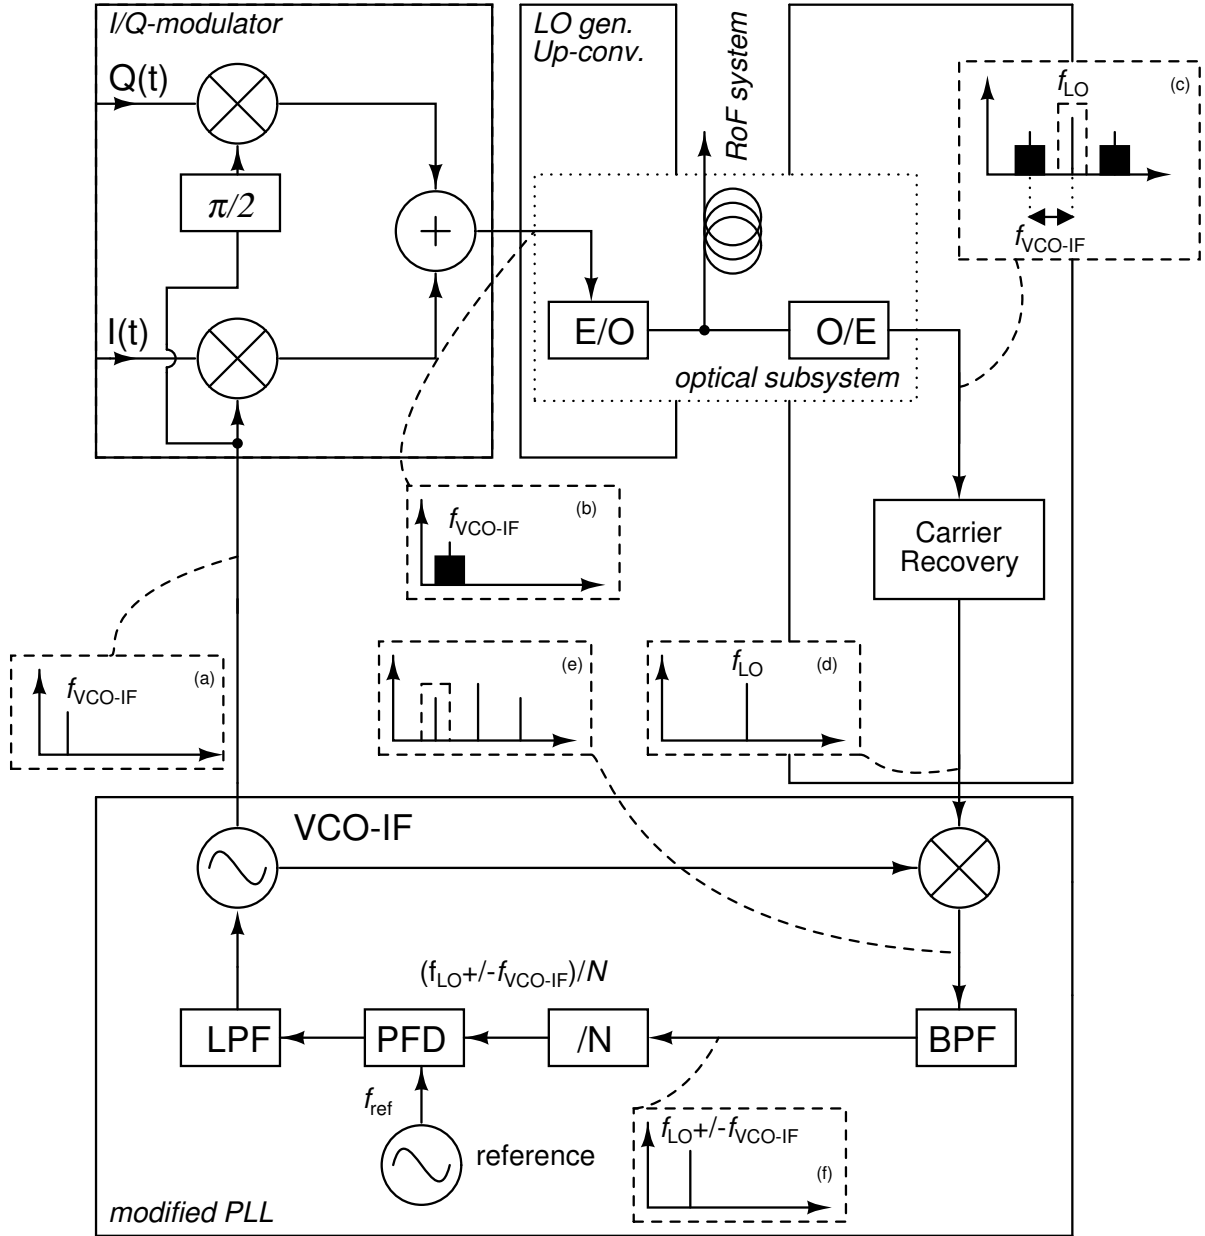 I/Q-modulator
LO gen.
Up-conv.
RoF system
Q(t)
π/2
I(t)
+
E/O
O/E
optical subsystem
(c)
f_LO
f_VCO-IF
(b)
f_VCO-IF
Carrier
Recovery
(a)
f_VCO-IF
(e)
(d)
f_LO
VCO-IF
(f_LO+/-f_VCO-IF)/N
LPF
PFD
/N
BPF
f_ref
reference
f_LO+/-f_VCO-IF
(f)
modified PLL